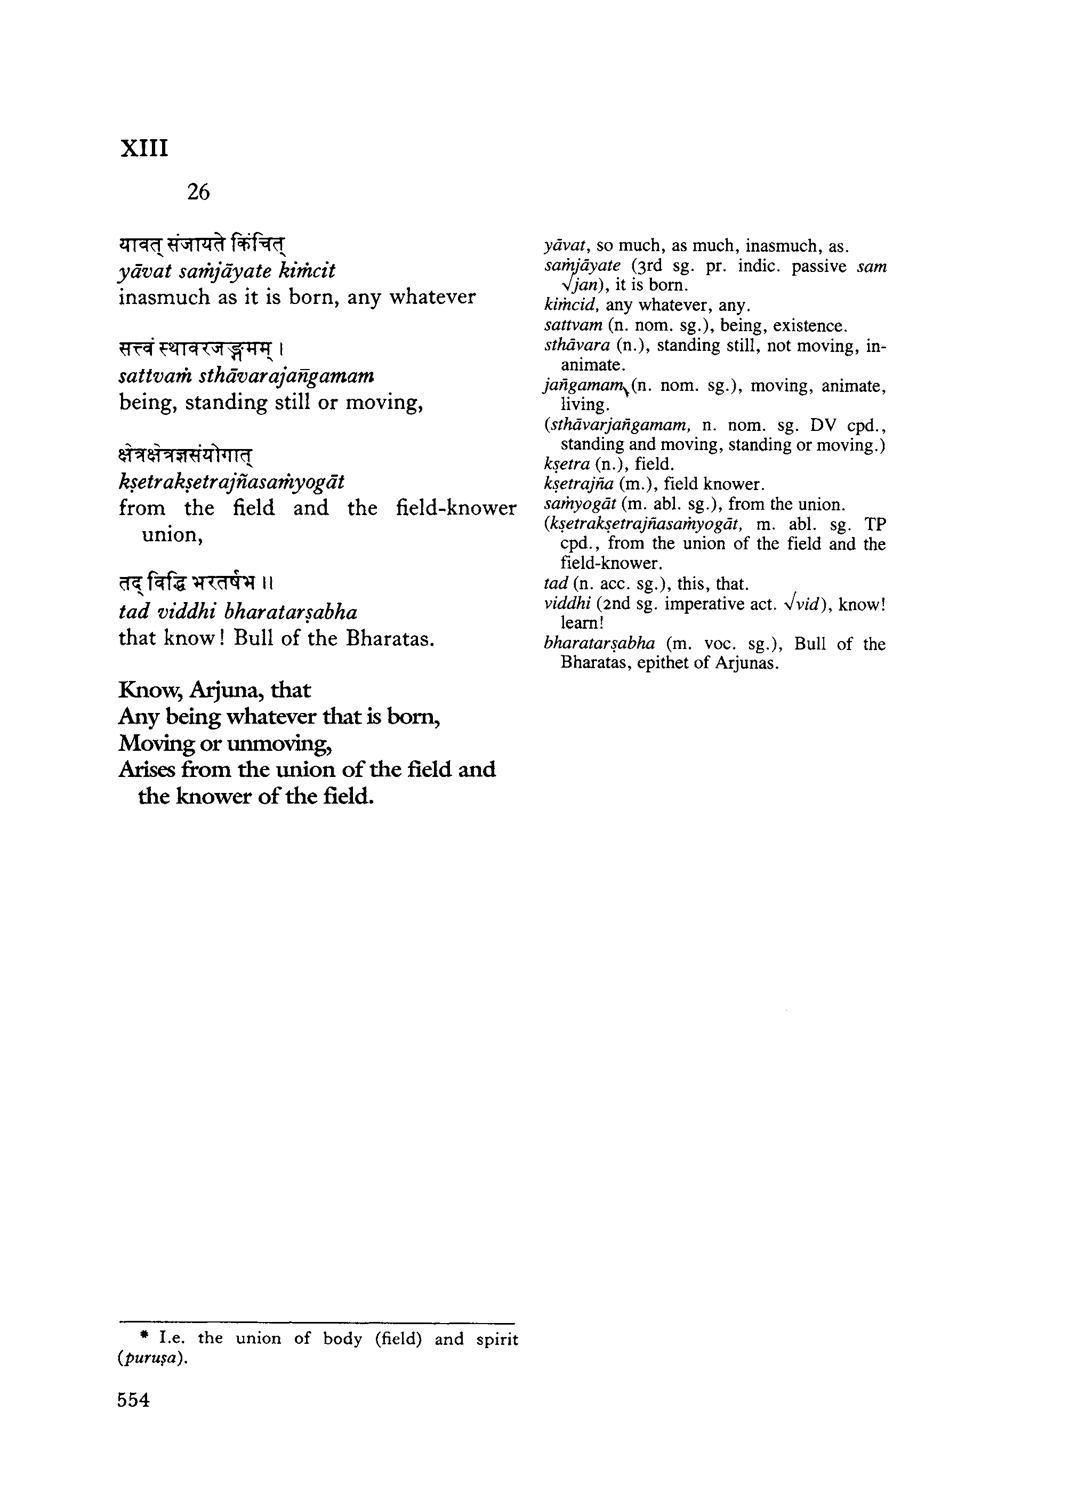 XIII
26
यावत् संजायते किंचित्
yāvat saṁjāyate kiṁcit
inasmuch as it is born, any whatever
सत्त्वं स्थावरजङ्गमम् ।
sattvaṁ sthāvarajan̄gamam
being, standing still or moving,
क्षेत्रक्षेत्रज्ञसंयोगात्
kṣetrakṣetrajñasaṁyogāt
from the field and the field-knower
union,
तद् विद्धि भरतर्षभ ।।
tad viddhi bharatarṣabha
that know! Bull of the Bharatas.
Know, Arjuna, that
Any being whatever that is born,
Moving or unmoving,
Arises from the union of the field and
the knower of the field.
yāvat, so much, as much, inasmuch, as.
saṁjāyate (3rd sg. pr. indic. passive sam
√jan), it is born.
kiṁcid, any whatever, any.
sattvam (n. nom. sg.), being, existence.
sthāvara (n.), standing still, not moving, in-
animate.
jan̄gamam, (n. nom. sg.), moving, animate,
living.
(sthāvarjan̄gamam, n. nom. sg. DV cpd.,
standing and moving, standing or moving.)
kṣetra (n.), field.
kṣetrajña (m.), field knower.
saṁyogāt (m. abl. sg.), from the union.
(kṣetrakṣetrajñasaṁyogāt, m. abl. sg. TP
cpd., from the union of the field and the
field-knower.
tad (n. acc. sg.), this, that.
viddhi (2nd sg. imperative act. √vid), know!
learn!
bharatarṣabha (m. voc. sg.), Bull of the
Bharatas, epithet of Arjunas.
* I.e. the union of body (field) and spirit
(puruṣa).
554